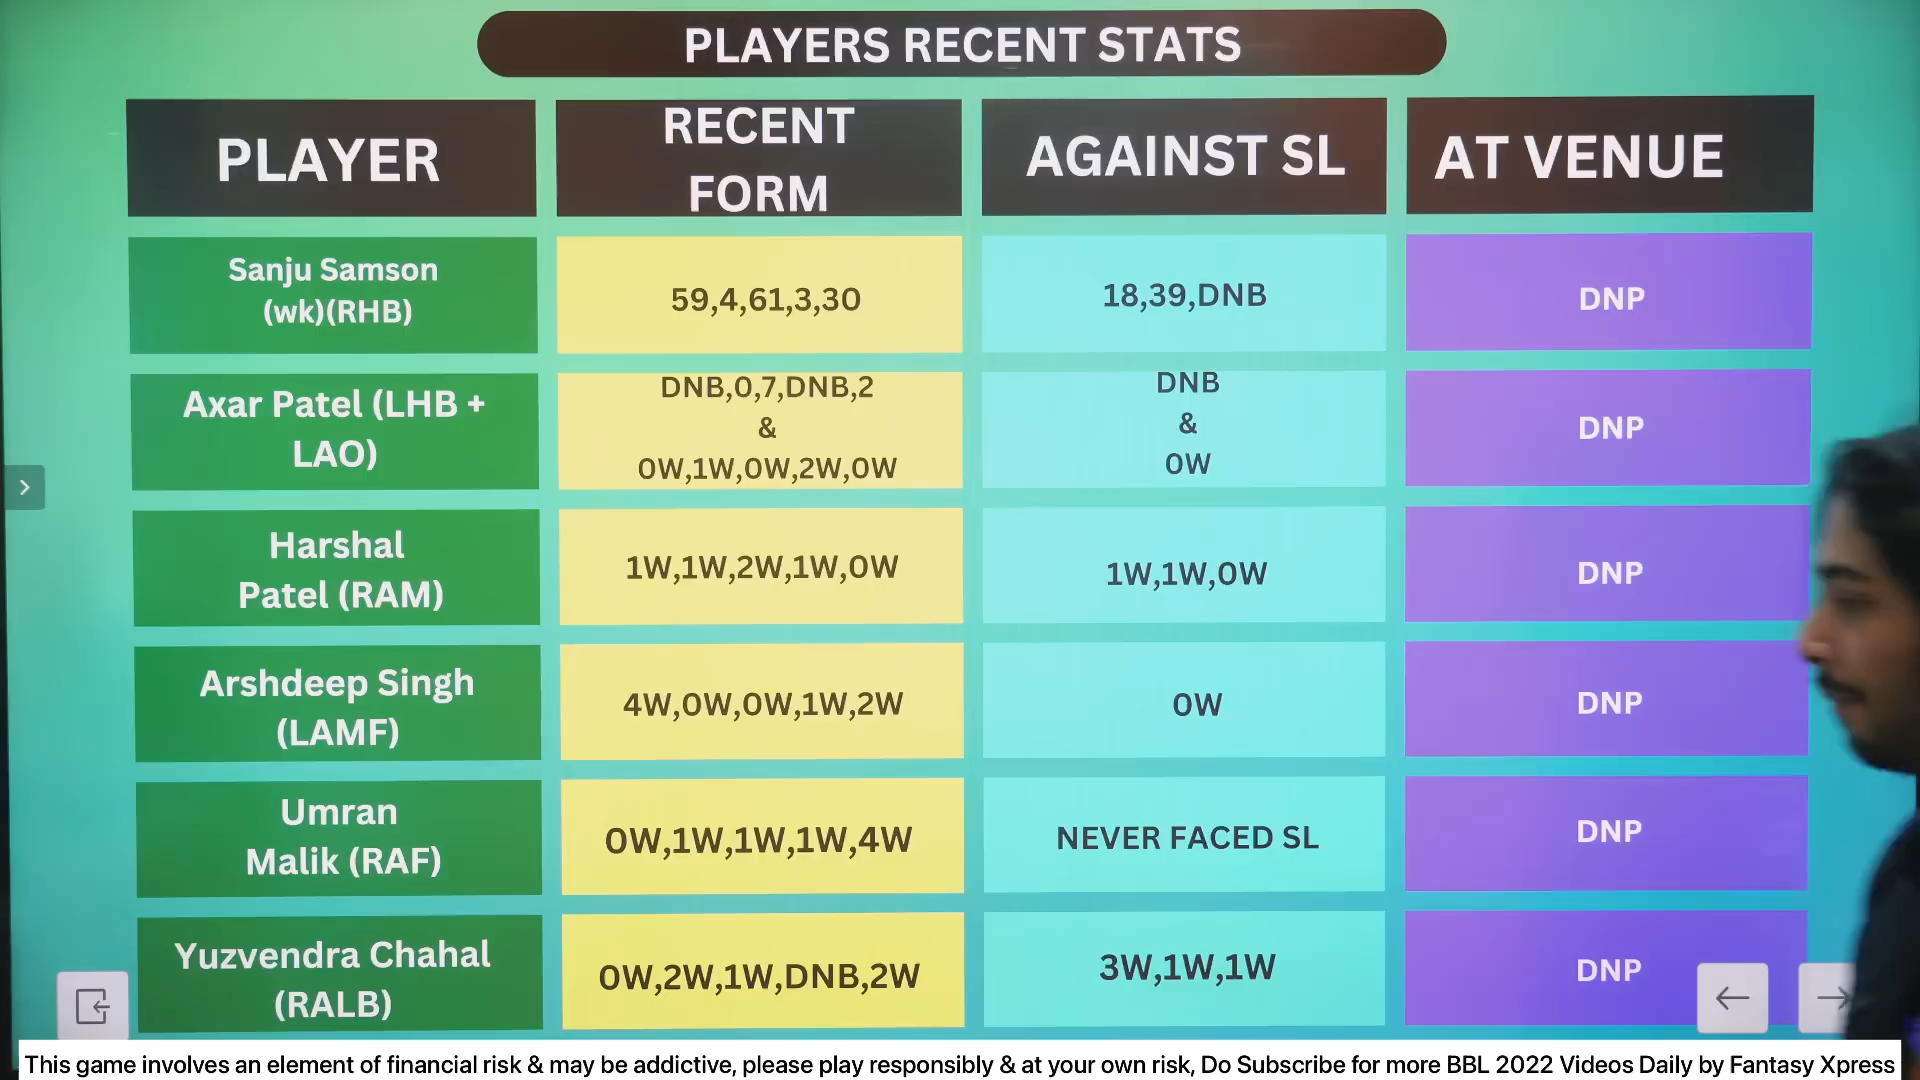 PLAYERS RECENT STATS
PLAYER
RECENT
FORM
AGAINST SL
AT VENUE
Sanju Samson
(wk)(RHB)
59,4,61,3,30
18,39,DNB
DNP
Axar Patel (LHB +
LAO)
DNB,0,7,DNB,2
&
0W,1W,0W,2W,0W
DNB
&
0W
DNP
Harshal
Patel (RAM)
1W,1W,2W,1W,0W
1W,1W,0W
DNP
Arshdeep Singh
(LAMF)
4W,0W,0W,1W,2W
0W
DNP
Umran
Malik (RAF)
0W,1W,1W,1W,4W
NEVER FACED SL
DNP
Yuzvendra Chahal
(RALB)
0W,2W,1W,DNB,2W
3W,1W,1W
DNP
This game involves an element of financial risk & may be addictive, please play responsibly & at your own risk, Do Subscribe for more BBL 2022 Videos Daily by Fantasy Xpress